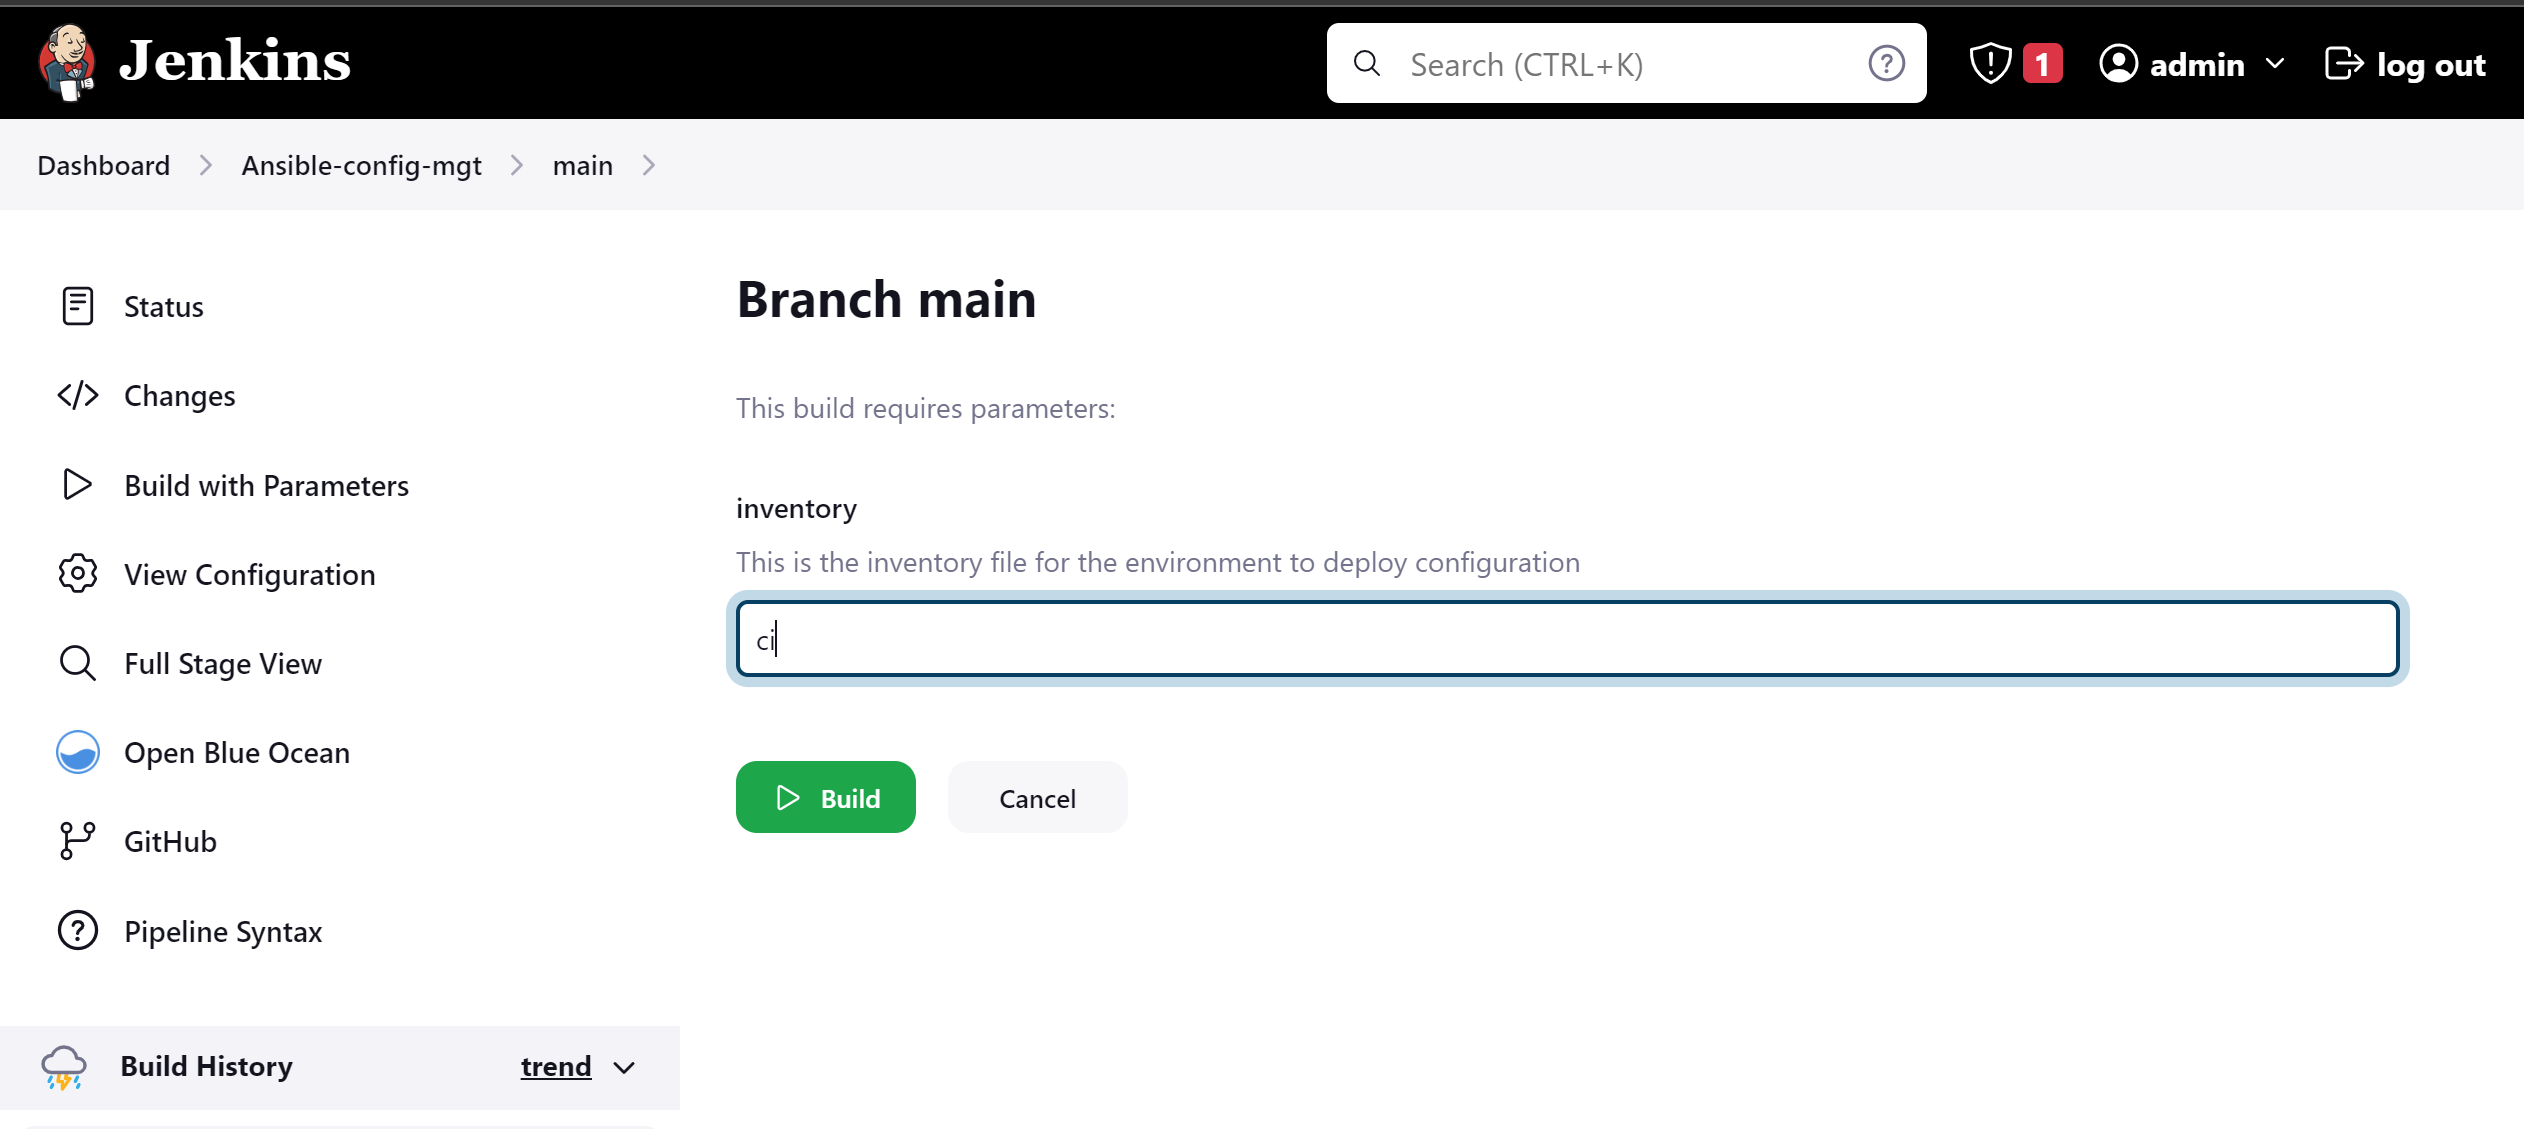 Jenkins
Search (CTRL+K)
1
admin
log out
Dashboard
Ansible-config-mgt
main
Status
Changes
Build with Parameters
View Configuration
Full Stage View
Open Blue Ocean
GitHub
Pipeline Syntax
Build History
trend
Branch main
This build requires parameters:
inventory
This is the inventory file for the environment to deploy configuration
ci
Build
Cancel